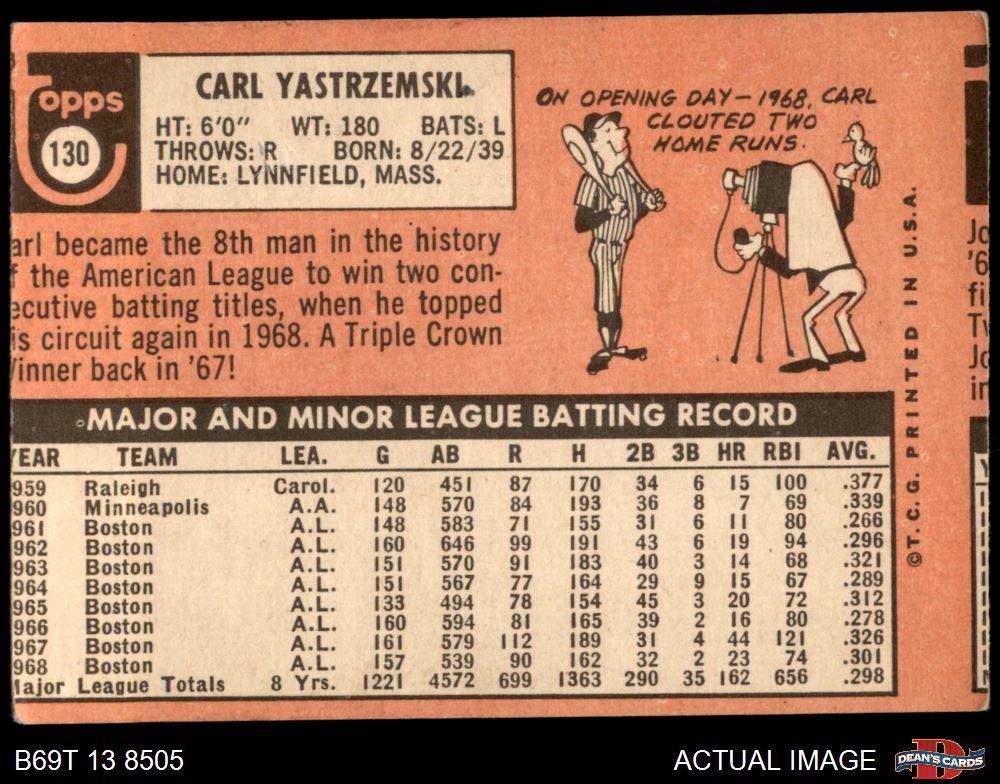 Topps
130
CARL YASTRZEMSKI
HT: 6'0" WT: 180 BATS: L
THROWS: R BORN: 8/22/39
HOME: LYNNFIELD, MASS.
ON OPENING DAY—1968, CARL
CLOUTED TWO
HOME RUNS.
arl became the 8th man in the history
f the American League to win two con-
ecutive batting titles, when he topped
is circuit again in 1968. A Triple Crown
inner back in '67!
MAJOR AND MINOR LEAGUE BATTING RECORD
EAR TEAM LEA. G AB R H 2B 3B HR RBI AVG.
959 Raleigh Carol. 120 451 87 170 34 6 15 100 .377
960 Minneapolis A.A. 148 570 84 193 36 8 7 69 .339
961 Boston A.L. 148 583 71 155 31 6 11 80 .266
962 Boston A.L. 160 646 99 191 43 6 19 94 .296
963 Boston A.L. 151 570 91 183 40 3 14 68 .321
964 Boston A.L. 151 567 77 164 29 9 15 67 .289
965 Boston A.L. 133 494 78 154 45 3 20 72 .312
966 Boston A.L. 160 594 81 165 39 2 16 80 .278
967 Boston A.L. 161 579 112 189 31 4 44 121 .326
968 Boston A.L. 157 539 90 162 32 2 23 74 .301
ajor League Totals 8 Yrs. 1221 4572 699 1363 290 35 162 656 .298
©T.C.G. PRINTED IN U.S.A.
Jo
'6
fi
Tv
Jo
in
B69T 13 8505
ACTUAL IMAGE
DEAN'S CARDS